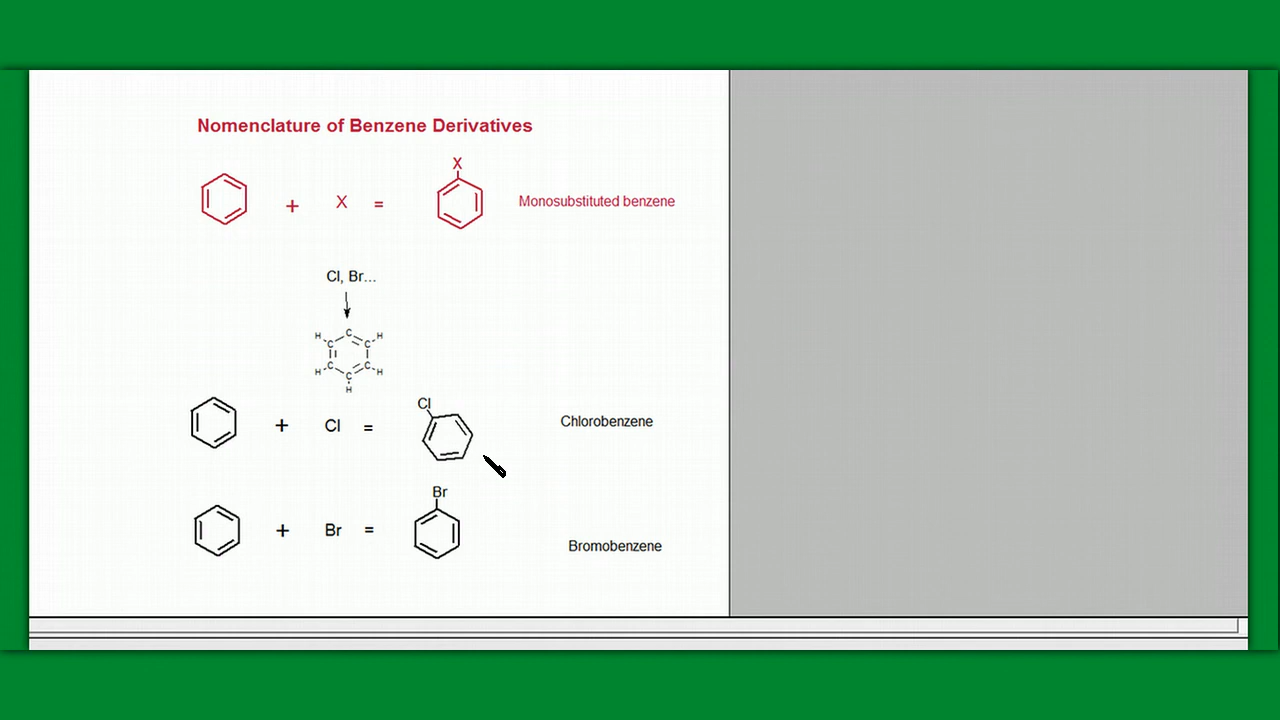 Nomenclature of Benzene Derivatives
X
+ X = Monosubstituted benzene
Cl, Br...
H C H
C C
C C
H C H
H
Cl
+ Cl = Chlorobenzene
Br
+ Br =
Bromobenzene